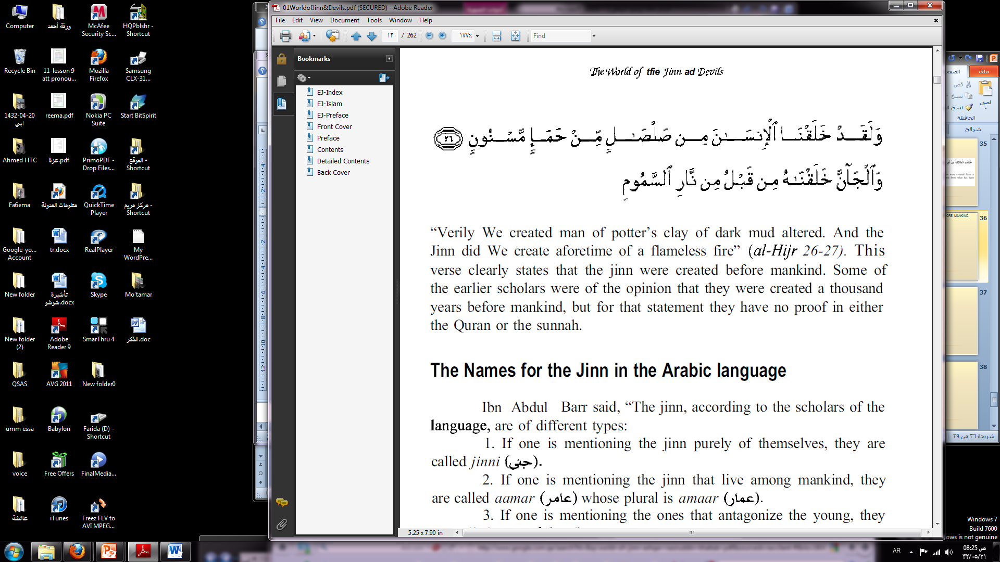 Computer
ورقة أحمد
McAfee
Security Sc...
HQPblshr -
Shortcut
Recycle Bin
11-lesson 9
att pronou...
Mozilla
Firefox
Samsung
CLX-31...
1432-04-20
ابي
reema.pdf
Nokia PC
Suite
Start BitSpirit
Ahmed HTC
عزة.pdf
PrimoPDF -
Drop Files...
الموقع -
Shortcut
Faбema
معلومات المدونة
QuickTime
Player
مركز مريم -
Shortcut
Google-yo...
Account
tr.docx
RealPlayer
My
WordPre...
New folder
تأشيرة
شوشو.docx
Skype
Mo'tamar
New folder
(2)
Adobe
Reader 9
SmarThru 4
الذكر.doc
QSAS
AVG 2011
New folder0
umm essa
Babylon
Farida (D) -
Shortcut
voice
Free Offers
FinalMedia...
عائشة
iTunes
Freez FLV to
AVI MPEG...
01WorldofJinn&Devils.pdf (SECURED) - Adobe Reader
File Edit View Document Tools Window Help
١٣ / 262 ١٧٧٪ Find
Bookmarks
EJ-Index
EJ-Islam
EJ-Preface
Front Cover
Preface
Contents
Detailed Contents
Back Cover
The World of tfie Jinn ad Devils
وَلَقَدْ خَلَقْنَا ٱلْإِنسَـٰنَ مِن صَلْصَـٰلٍ مِّنْ حَمَإٍ مَّسْنُونٍ ٢٦
وَٱلْجَآنَّ خَلَقْنَـٰهُ مِن قَبْلُ مِن نَّارِ ٱلسَّمُومِ
“Verily We created man of potter’s clay of dark mud altered. And the
Jinn did We create aforetime of a flameless fire” (al-Hijr 26-27). This
verse clearly states that the jinn were created before mankind. Some of
the earlier scholars were of the opinion that they were created a thousand
years before mankind, but for that statement they have no proof in either
the Quran or the sunnah.
The Names for the Jinn in the Arabic language
Ibn Abdul Barr said, “The jinn, according to the scholars of the
language, are of different types:
1. If one is mentioning the jinn purely of themselves, they are
called jinni (جنى).
2. If one is mentioning the jinn that live among mankind, they
are called aamar (عامر) whose plural is amaar (عمار).
3. If one is mentioning the ones that antagonize the young, they
5.25 x 7.90 in
ملف
الصفح
قص
نسخ
نسخ ال
لصق
الحافظة
شرائح
35
36
ORE MANKIND.
37
38
شريحة ٣٦ من ٣٩
Windows 7
Build 7600
ows is not genuine
AR
08:25 ص
٣٢/٠٥/٢١